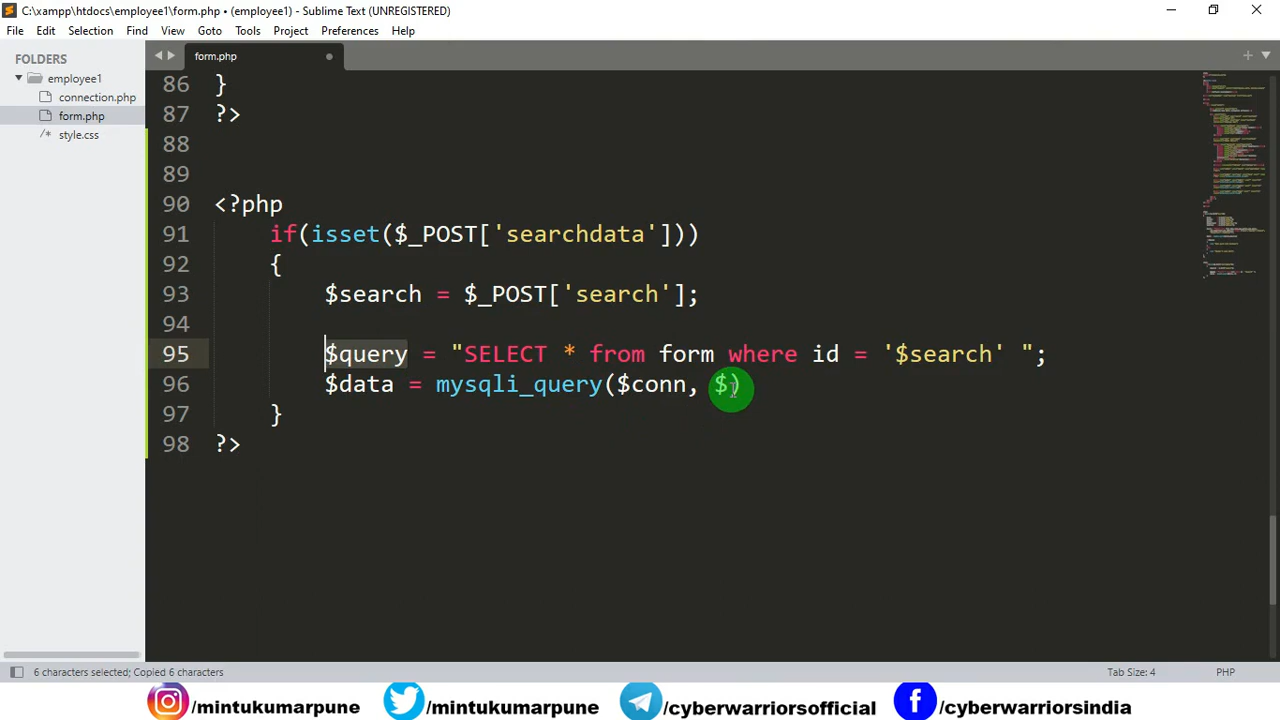 C:\xampp\htdocs\employee1\form.php • (employee1) - Sublime Text (UNREGISTERED)
File Edit Selection Find View Goto Tools Project Preferences Help
FOLDERS
employee1
connection.php
form.php
/* style.css
form.php
86 }
87 ?>
88
89
90 <?php
91 if(isset($_POST['searchdata']))
92 {
93 $search = $_POST['search'];
94
95 $query = "SELECT * from form where id = '$search' ";
96 $data = mysqli_query($conn, $)
97 }
98 ?>
6 characters selected; Copied 6 characters
Tab Size: 4
PHP
/mintukumarpune
/mintukumarpune
/cyberwarriorsofficial
/cyberwarriorsindia